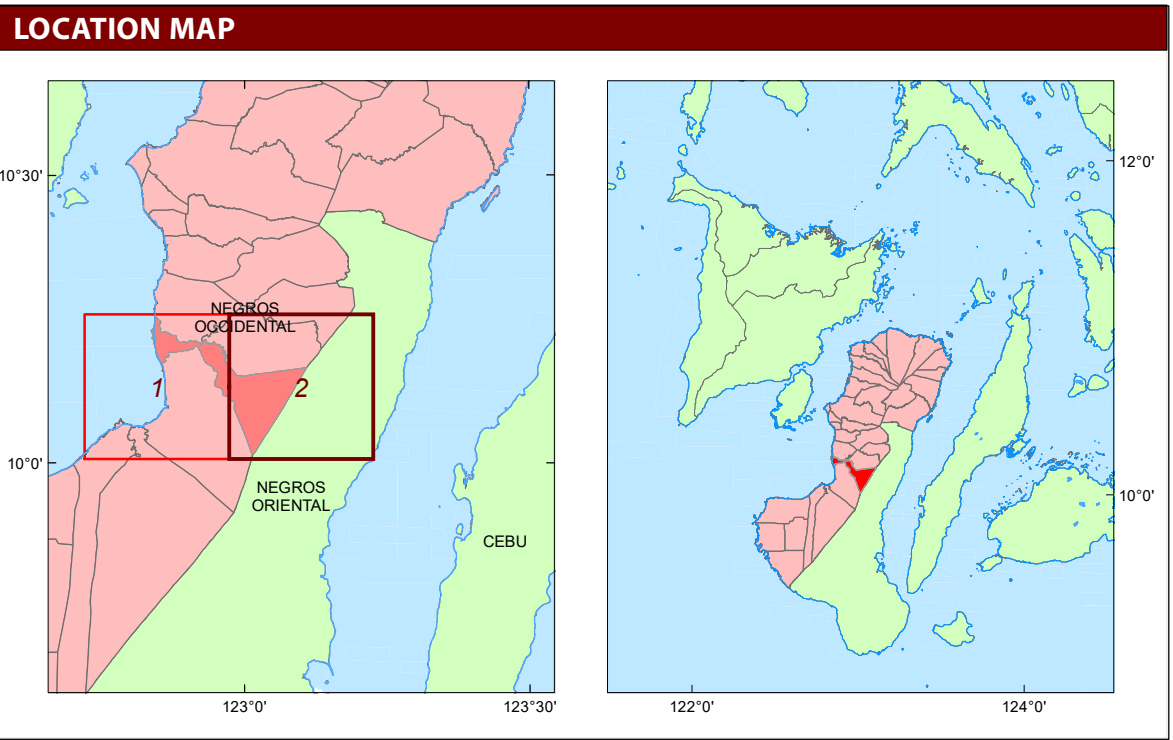 LOCATION MAP
10°30'
12°0'
NEGROS
OCCIDENTAL
1
2
10°0'
NEGROS
ORIENTAL
10°0'
CEBU
123°0'
123°30'
122°0'
124°0'